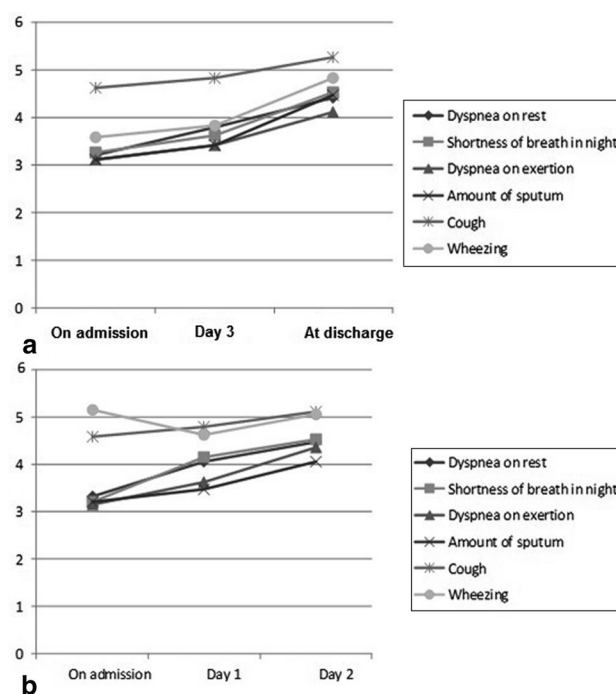 6
5
4
3
2
1
0
On admission Day 3 At discharge
a
Dyspnea on rest
Shortness of breath in night
Dyspnea on exertion
Amount of sputum
Cough
Wheezing
6
5
4
3
2
1
0
On admission Day 1 Day 2
b
Dyspnea on rest
Shortness of breath in night
Dyspnea on exertion
Amount of sputum
Cough
Wheezing